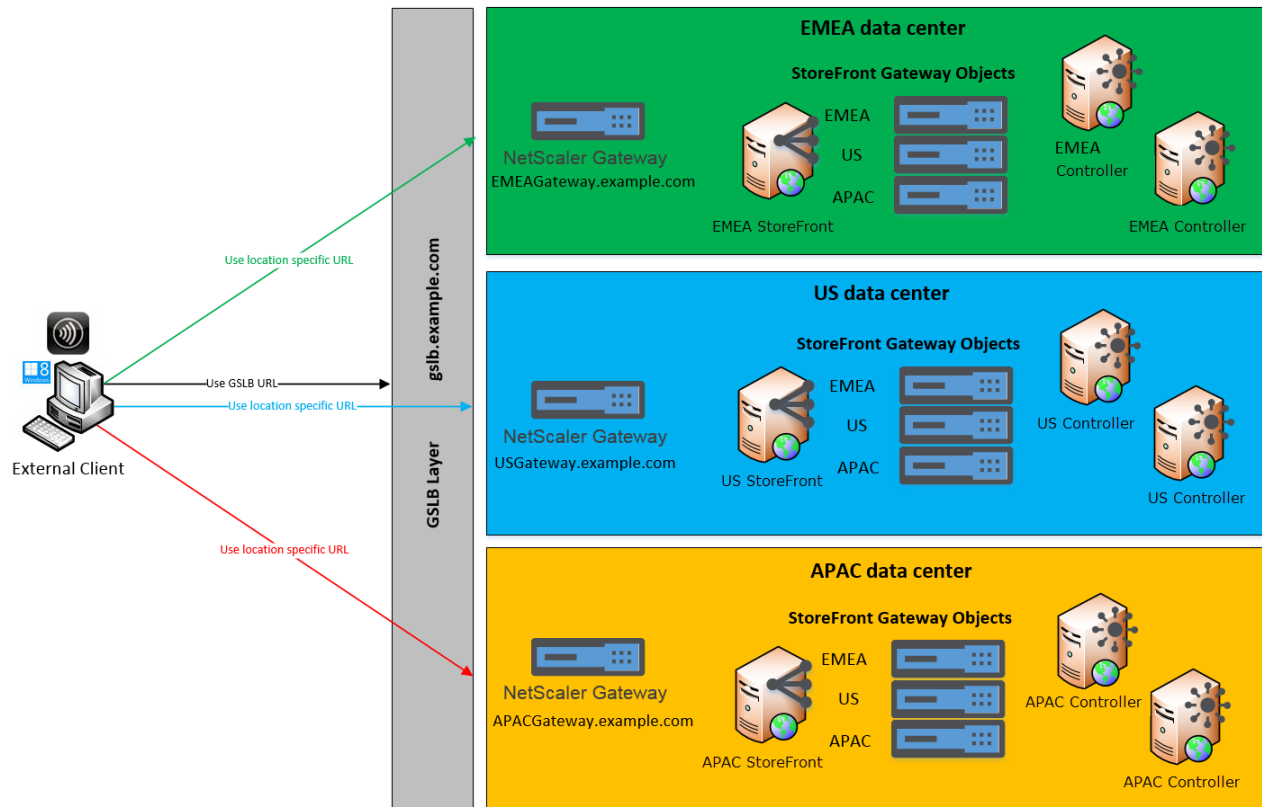 EMEA data center
StoreFront Gateway Objects
NetScaler Gateway
EMEAGateway.example.com
EMEA
US
APAC
EMEA StoreFront
EMEA
Controller
EMEA Controller
Use location specific URL
gslb.example.com
GSLB Layer
8
Windows
Use GSLB URL
Use location specific URL
External Client
Use location specific URL
US data center
StoreFront Gateway Objects
NetScaler Gateway
USGateway.example.com
EMEA
US
APAC
US StoreFront
US Controller
US Controller
APAC data center
StoreFront Gateway Objects
NetScaler Gateway
APACGateway.example.com
EMEA
US
APAC
APAC StoreFront
APAC Controller
APAC Controller